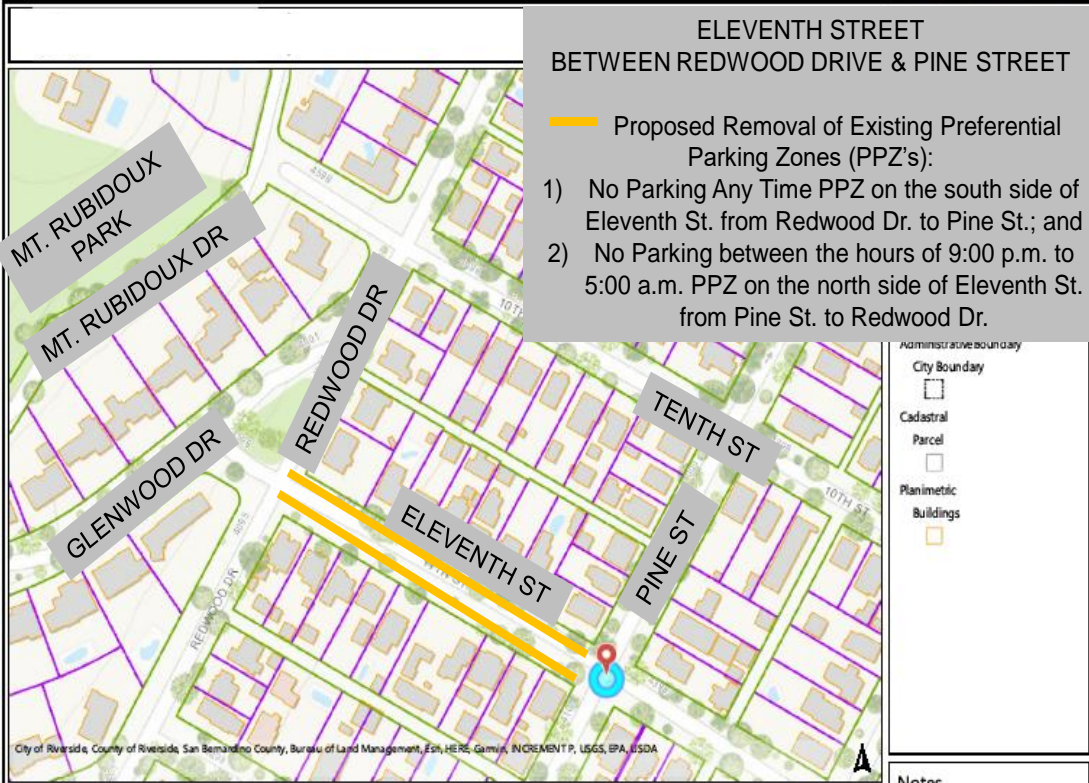 ELEVENTH STREET
BETWEEN REDWOOD DRIVE & PINE STREET
Proposed Removal of Existing Preferential
Parking Zones (PPZ's):
1) No Parking Any Time PPZ on the south side of
Eleventh St. from Redwood Dr. to Pine St.; and
2) No Parking between the hours of 9:00 p.m. to
5:00 a.m. PPZ on the north side of Eleventh St.
from Pine St. to Redwood Dr.
MT. RUBIDOUX
PARK
MT. RUBIDOUX DR
REDWOOD DR
GLENWOOD DR
ELEVENTH ST
TENTH ST
PINE ST
4598
10TH
10TH ST
REDWOOD DR
Administrative Boundary
City Boundary
Cadastral
Parcel
Planimetric
Buildings
City of Riverside, County of Riverside, San Bernardino County, Bureau of Land Management, Esri, HERE, Garmin, INCREMENT P, USGS, EPA, USDA
Notes